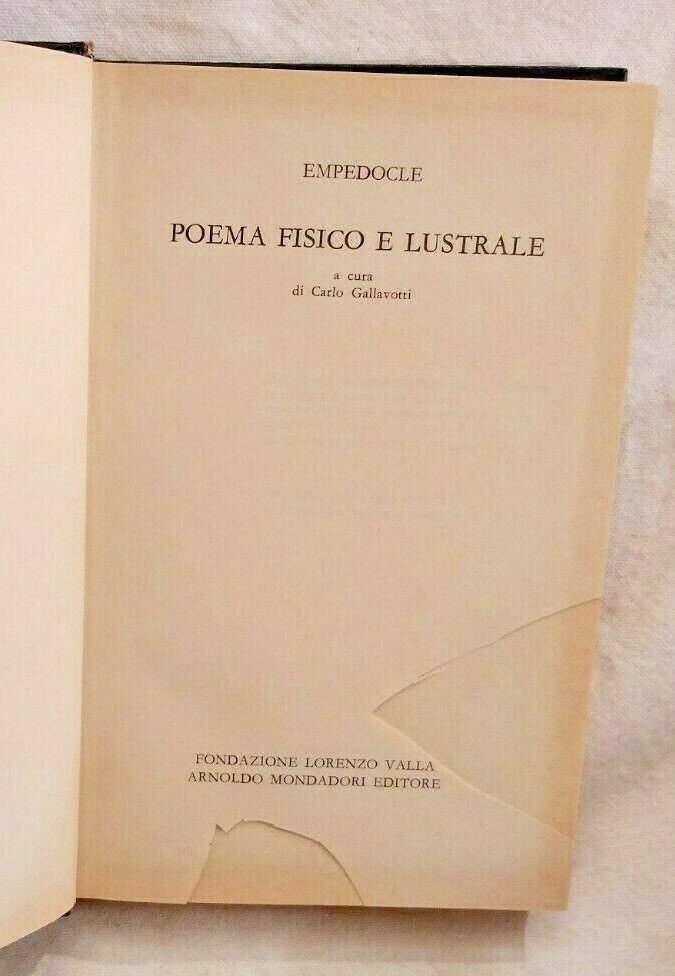 EMPEDOCLE
POEMA FISICO E LUSTRALE
a cura
di Carlo Gallavotti
FONDAZIONE LORENZO VALLA
ARNOLDO MONDADORI EDITORE